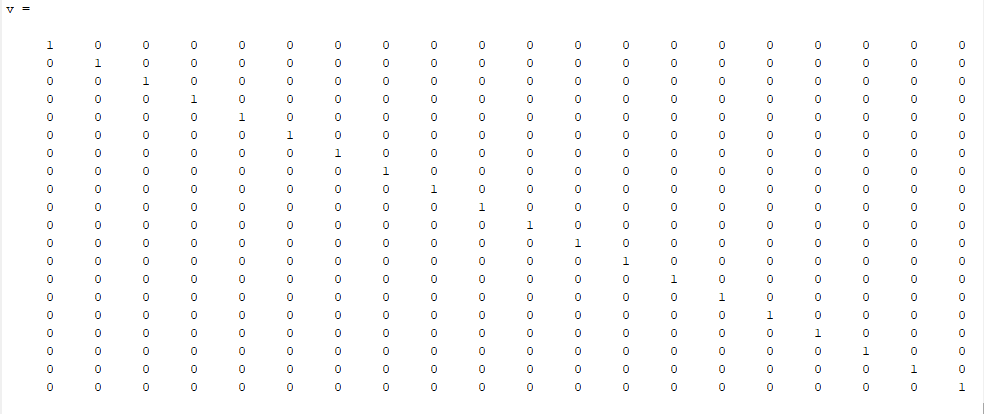 v =
1 0 0 0 0 0 0 0 0 0 0 0 0 0 0 0 0 0 0 0
0 1 0 0 0 0 0 0 0 0 0 0 0 0 0 0 0 0 0 0
0 0 1 0 0 0 0 0 0 0 0 0 0 0 0 0 0 0 0 0
0 0 0 1 0 0 0 0 0 0 0 0 0 0 0 0 0 0 0 0
0 0 0 0 1 0 0 0 0 0 0 0 0 0 0 0 0 0 0 0
0 0 0 0 0 1 0 0 0 0 0 0 0 0 0 0 0 0 0 0
0 0 0 0 0 0 1 0 0 0 0 0 0 0 0 0 0 0 0 0
0 0 0 0 0 0 0 1 0 0 0 0 0 0 0 0 0 0 0 0
0 0 0 0 0 0 0 0 1 0 0 0 0 0 0 0 0 0 0 0
0 0 0 0 0 0 0 0 0 1 0 0 0 0 0 0 0 0 0 0
0 0 0 0 0 0 0 0 0 0 1 0 0 0 0 0 0 0 0 0
0 0 0 0 0 0 0 0 0 0 0 1 0 0 0 0 0 0 0 0
0 0 0 0 0 0 0 0 0 0 0 0 1 0 0 0 0 0 0 0
0 0 0 0 0 0 0 0 0 0 0 0 0 1 0 0 0 0 0 0
0 0 0 0 0 0 0 0 0 0 0 0 0 0 1 0 0 0 0 0
0 0 0 0 0 0 0 0 0 0 0 0 0 0 0 1 0 0 0 0
0 0 0 0 0 0 0 0 0 0 0 0 0 0 0 0 1 0 0 0
0 0 0 0 0 0 0 0 0 0 0 0 0 0 0 0 0 1 0 0
0 0 0 0 0 0 0 0 0 0 0 0 0 0 0 0 0 0 1 0
0 0 0 0 0 0 0 0 0 0 0 0 0 0 0 0 0 0 0 1